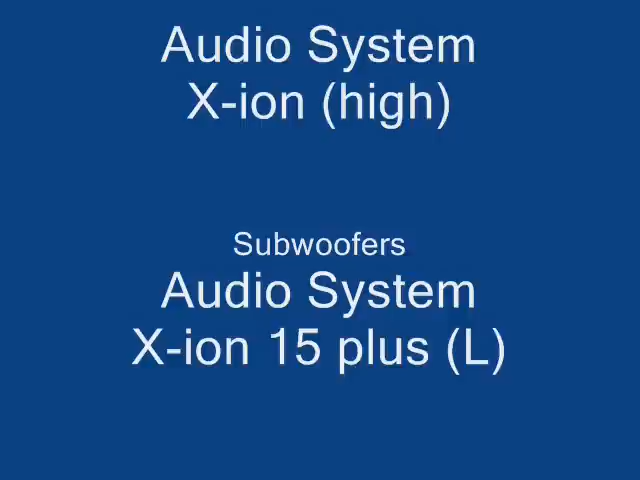 Audio System
X-ion (high)
Subwoofers
Audio System
X-ion 15 plus (L)